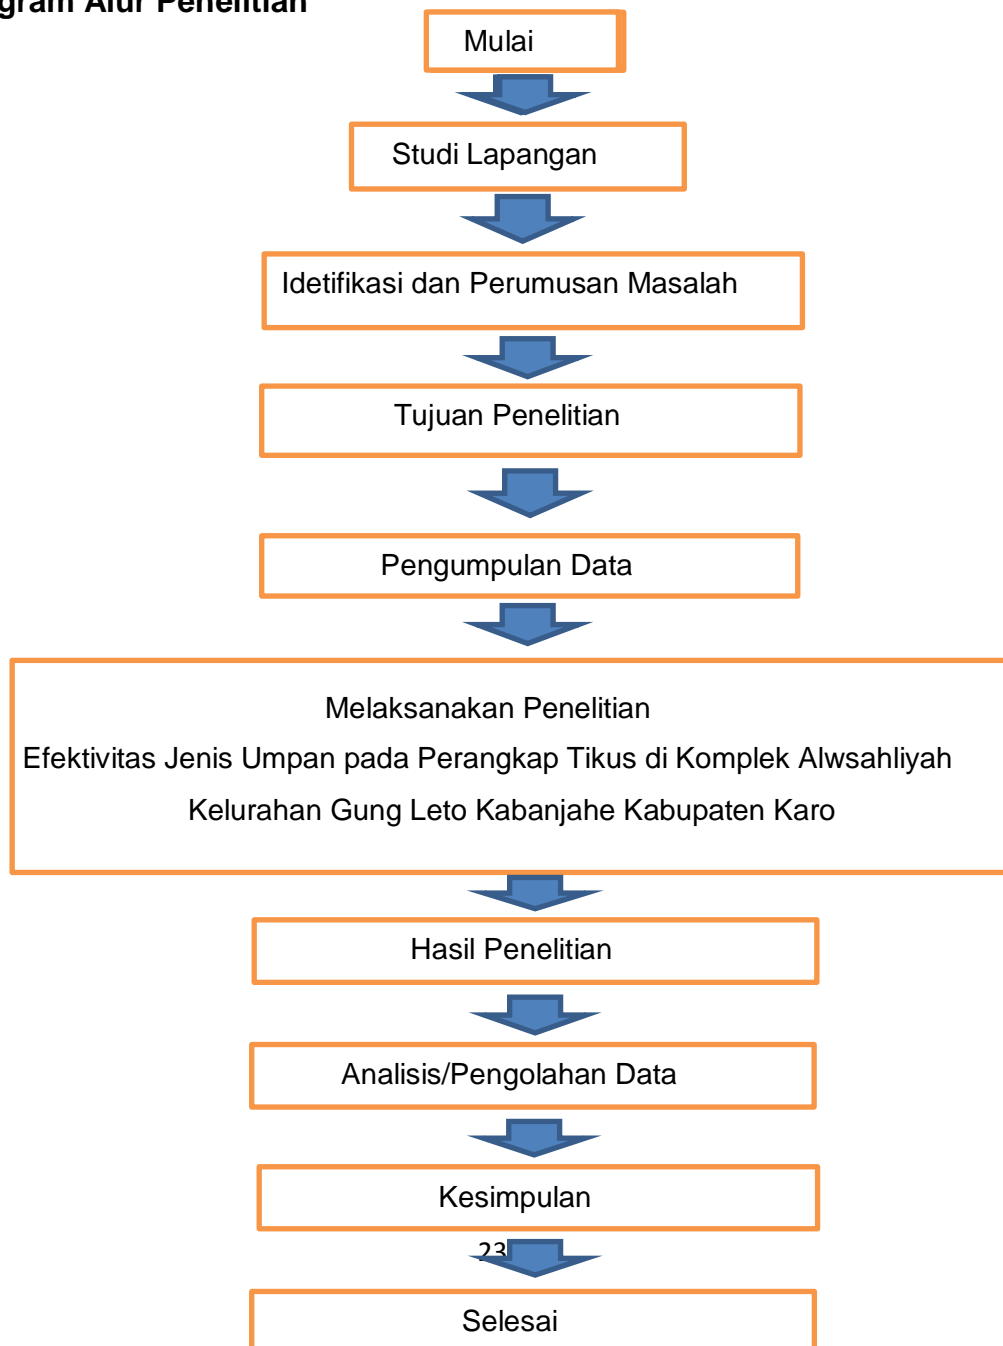 gram Alur Penelitian
Mulai
Studi Lapangan
Idetifikasi dan Perumusan Masalah
Tujuan Penelitian
Pengumpulan Data
Melaksanakan Penelitian
Efektivitas Jenis Umpan pada Perangkap Tikus di Komplek Alwsahliyah
Kelurahan Gung Leto Kabanjahe Kabupaten Karo
Hasil Penelitian
Analisis/Pengolahan Data
Kesimpulan
23
Selesai